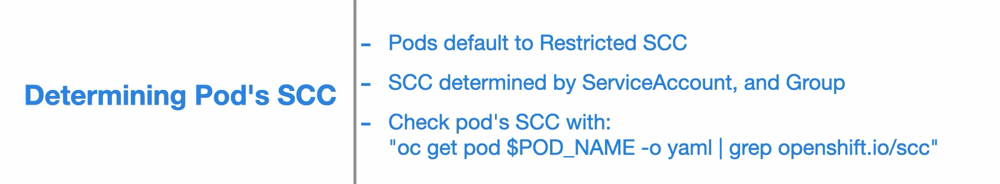 Determining Pod's SCC
- Pods default to Restricted SCC
- SCC determined by ServiceAccount, and Group
- Check pod's SCC with:
"oc get pod $POD_NAME -o yaml | grep openshift.io/scc"